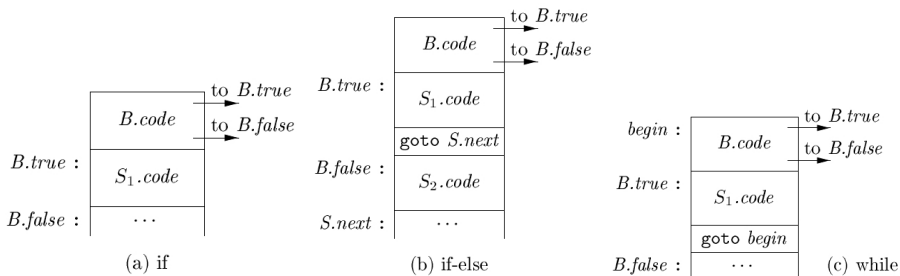 to B.true
B.code
to B.false
B.true :
S₁.code
B.false :
· · ·
(a) if
to B.true
B.code
to B.false
B.true :
S₁.code
goto S.next
B.false :
S₂.code
S.next :
· · ·
(b) if-else
to B.true
begin :
B.code
to B.false
B.true :
S₁.code
goto begin
B.false :
· · ·
(c) while